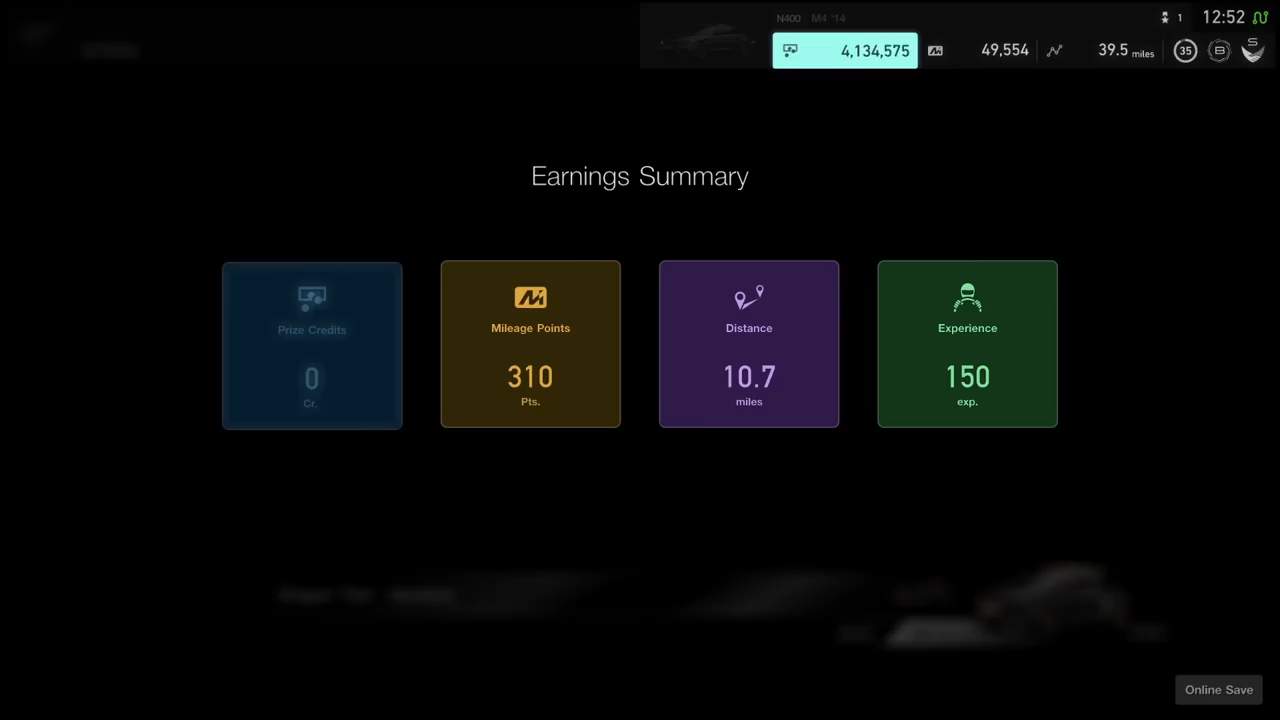 N400 M4 '14
1
12:52
4,134,575
49,554
39.5 miles
35
B
S
Earnings Summary
Prize Credits
0
Cr.
Mileage Points
310
Pts.
Distance
10.7
miles
Experience
150
exp.
Online Save